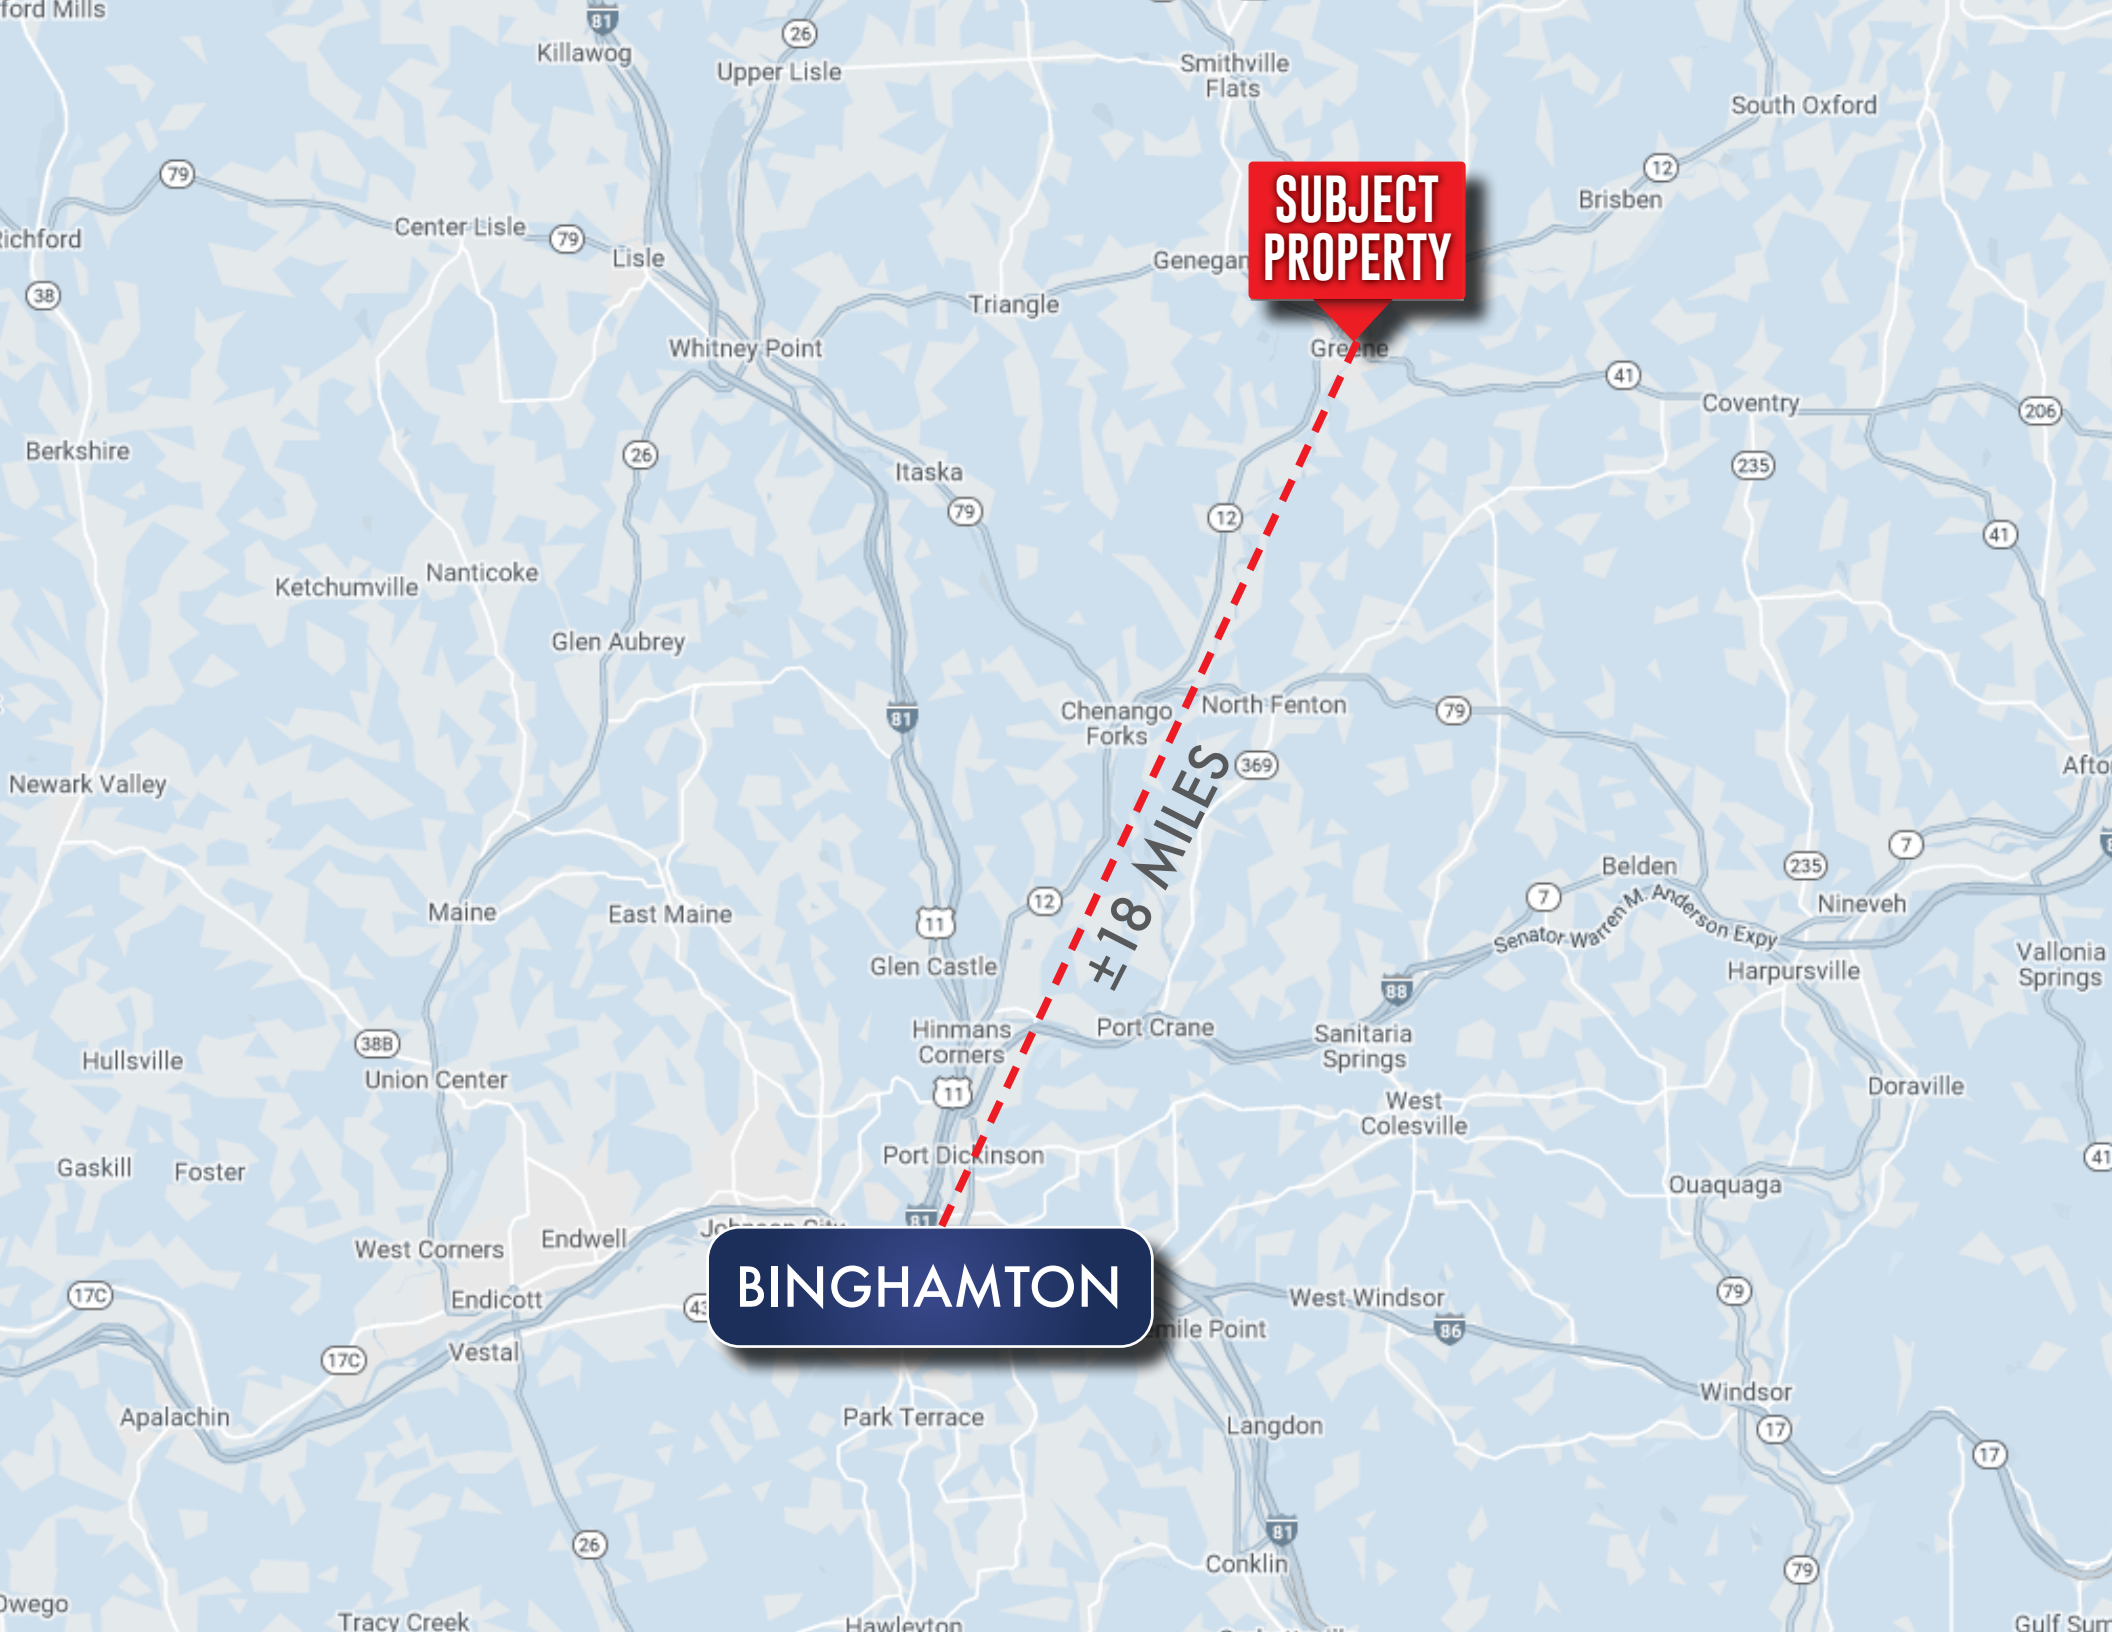 ford Mills
81
26
Killawog
Upper Lisle
Smithville
Flats
South Oxford
79
12
SUBJECT
PROPERTY
Brisben
Center Lisle
79
Lisle
ichford
Genegan
38
Triangle
Whitney Point
Greene
41
Coventry
206
Berkshire
26
Itaska
235
79
12
41
Ketchumville
Nanticoke
Glen Aubrey
81
Chenango
Forks
North Fenton
79
369
Afto
Newark Valley
±18 MILES
7
Belden
235
7
12
Maine
East Maine
11
Nineveh
Senator Warren M. Anderson Expy
Glen Castle
Vallonia
Springs
Harpursville
88
Hinmans
Corners
Port Crane
Sanitaria
Springs
38B
Hullsville
Union Center
11
Doraville
West
Colesville
Port Dickinson
Gaskill
Foster
41
Ouaquaga
81
Johnson City
Endwell
West Corners
BINGHAMTON
17C
Endicott
43
West Windsor
79
86
mile Point
17C
Vestal
Windsor
Apalachin
Park Terrace
Langdon
17
17
81
26
Conklin
79
Owego
Tracy Creek
Hawleyton
Gulf Sum